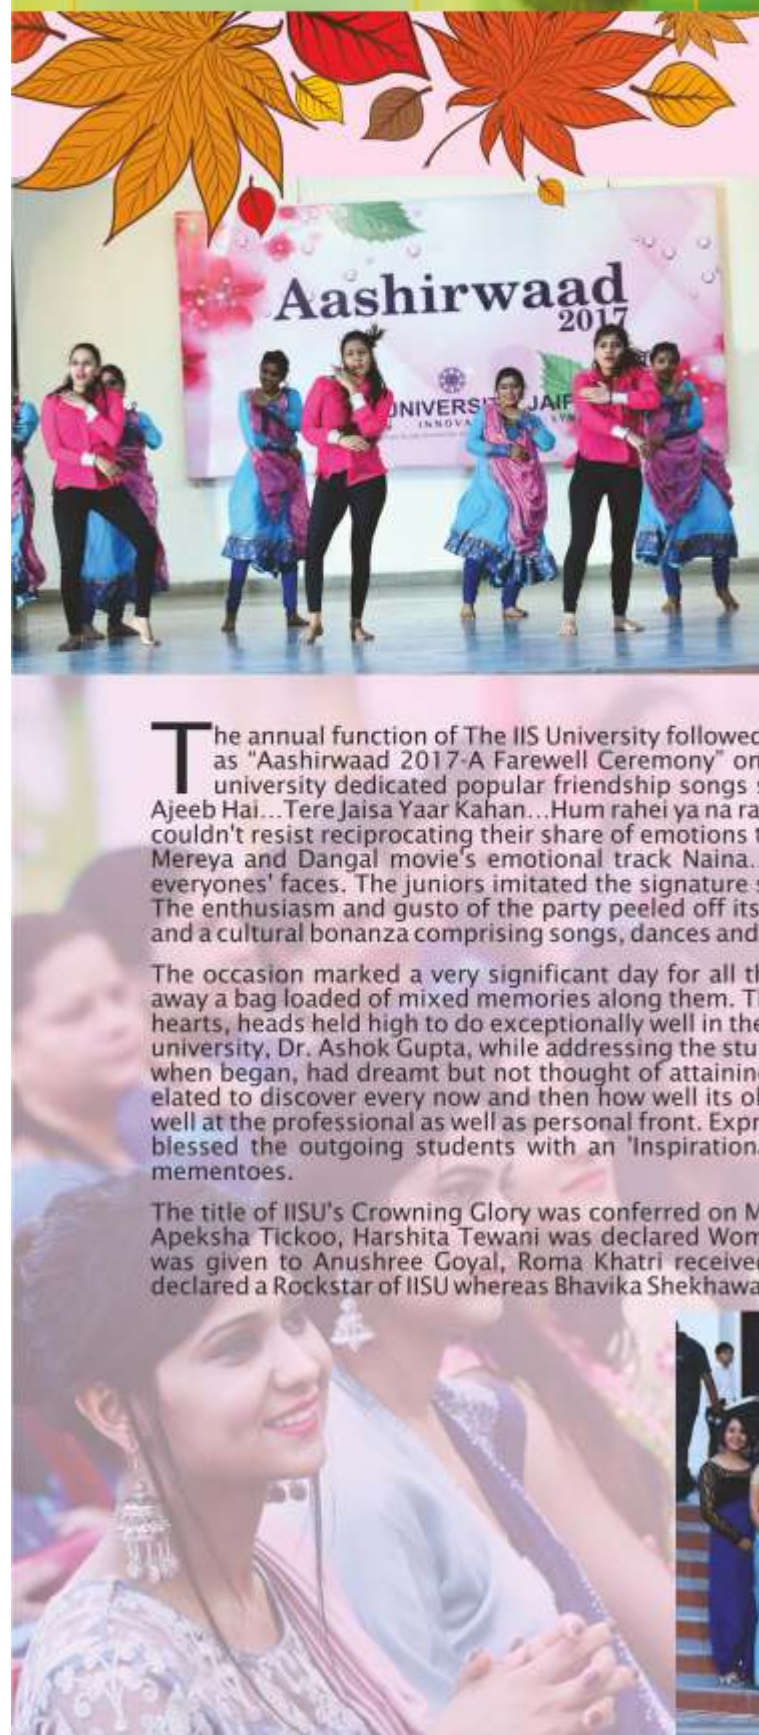 Aashirwaad
2017
UNIVERSI JAIP
INNOVA
The annual function of The IIS University followed
as “Aashirwaad 2017-A Farewell Ceremony” on
university dedicated popular friendship songs s
Ajeeb Hai...Tere Jaisa Yaar Kahan...Hum rahei ya na ra
couldn't resist reciprocating their share of emotions t
Mereya and Dangal movie's emotional track Naina..
everyones' faces. The juniors imitated the signature s
The enthusiasm and gusto of the party peeled off its
and a cultural bonanza comprising songs, dances and
The occasion marked a very significant day for all th
away a bag loaded of mixed memories along them. Th
hearts, heads held high to do exceptionally well in the
university, Dr. Ashok Gupta, while addressing the stu
when began, had dreamt but not thought of attaining
elated to discover every now and then how well its ol
well at the professional as well as personal front. Expr
blessed the outgoing students with an 'Inspiration
mementoes.
The title of IISU's Crowning Glory was conferred on M
Apeksha Tickoo, Harshita Tewani was declared Wom
was given to Anushree Goyal, Roma Khatri received
declared a Rockstar of IISU whereas Bhavika Shekhawa